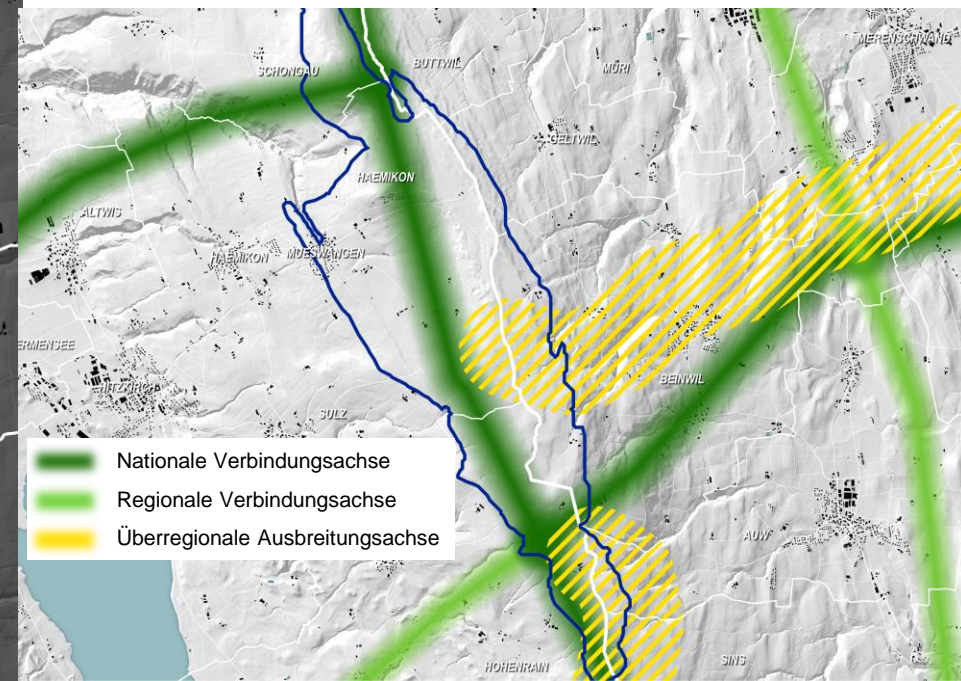 MERENSCHWAND
BUTTWIL
MURI
SCHONGAU
GELTWIL
HAEMIKON
ALTWIS
HAEMIKON
MUESWANGEN
ERMENSEE
BEINWIL
HITZKIRCH
SULZ
Nationale Verbindungsachse
Regionale Verbindungsachse
Überregionale Ausbreitungsachse
AUW
HOHENRAIN
SINS